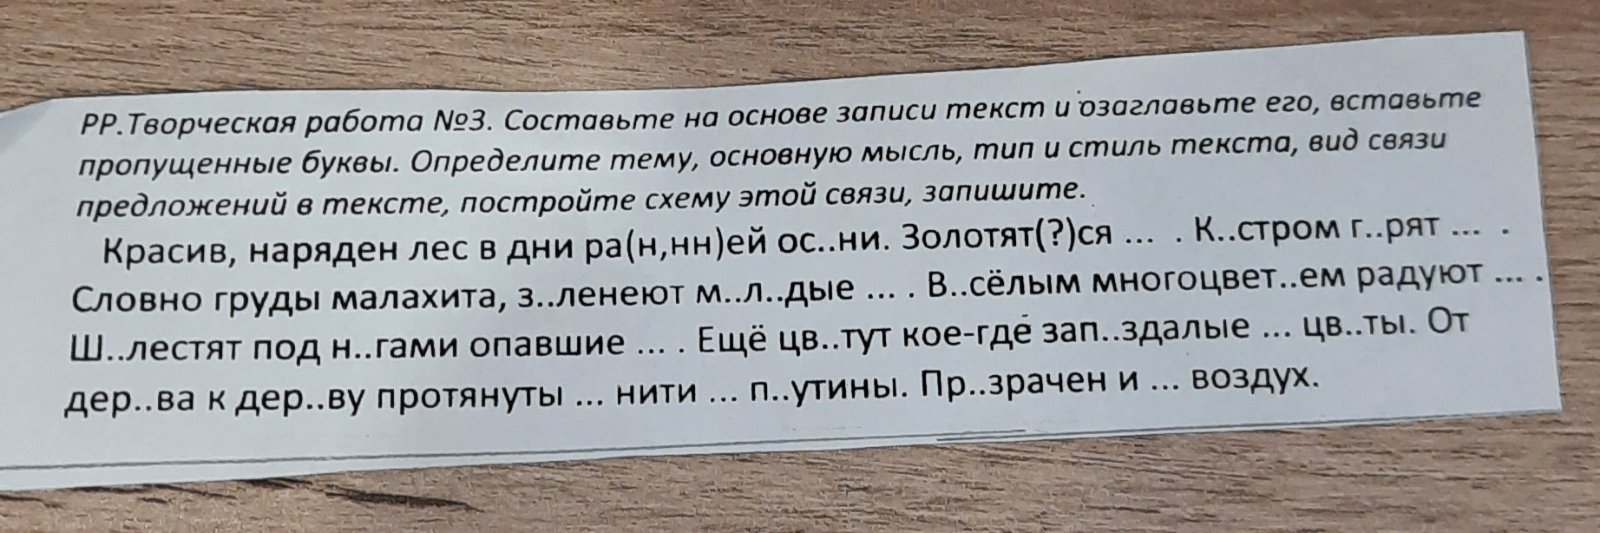 РР.Творческая работа №3. Составьте на основе записи текст и озаглавьте его, вставьте
пропущенные буквы. Определите тему, основную мысль, тип и стиль текста, вид связи
предложений в тексте, постройте схему этой связи, запишите.
Красив, наряден лес в дни ра(н,нн)ей ос..ни. Золотят(?)ся ... . К..стром г..рят ... .
Словно груды малахита, з..ленеют м..л..дые ... . В..сёлым многоцвет..ем радуют ... .
Ш..лестят под н..гами опавшие ... . Ещё цв..тут кое-где зап..здалые ... цв..ты. От
дер..ва к дер..ву протянуты ... нити ... п..утины. Пр..зрачен и ... воздух.